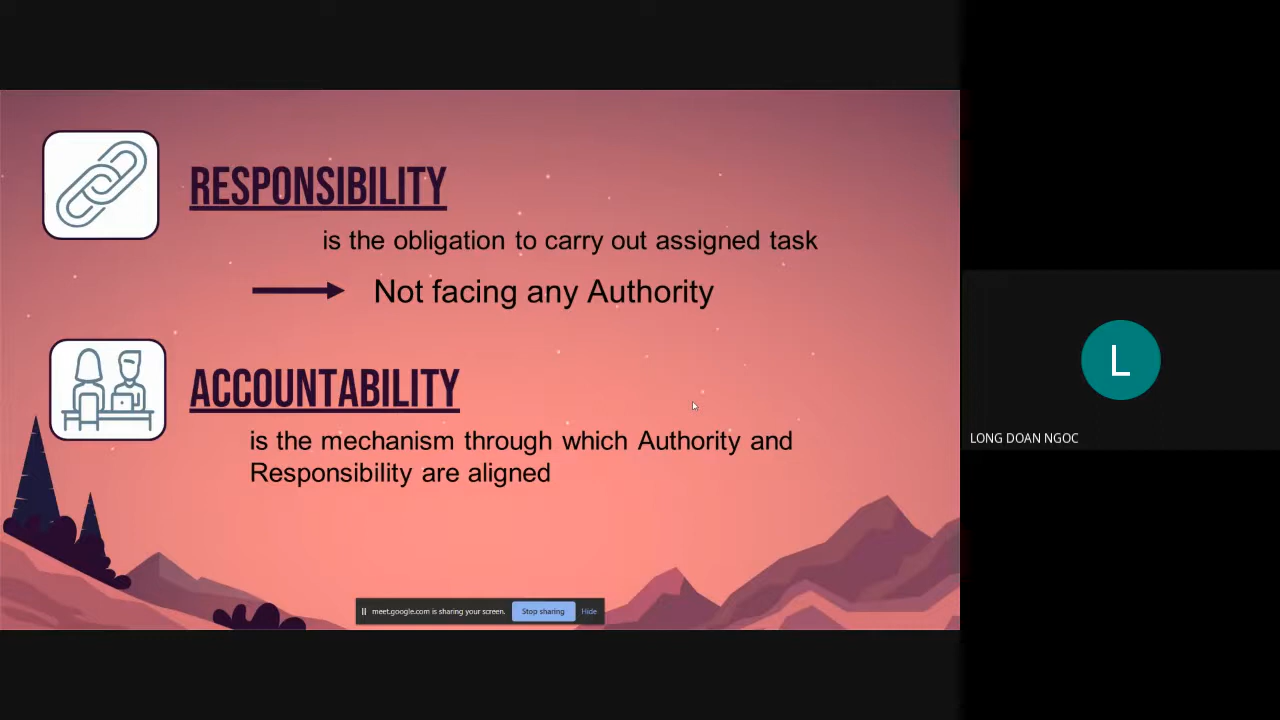 RESPONSIBILITY
is the obligation to carry out assigned task
Not facing any Authority
ACCOUNTABILITY
is the mechanism through which Authority and
Responsibility are aligned
meet.google.com is sharing your screen. Stop sharing Hide
L
LONG DOAN NGOC